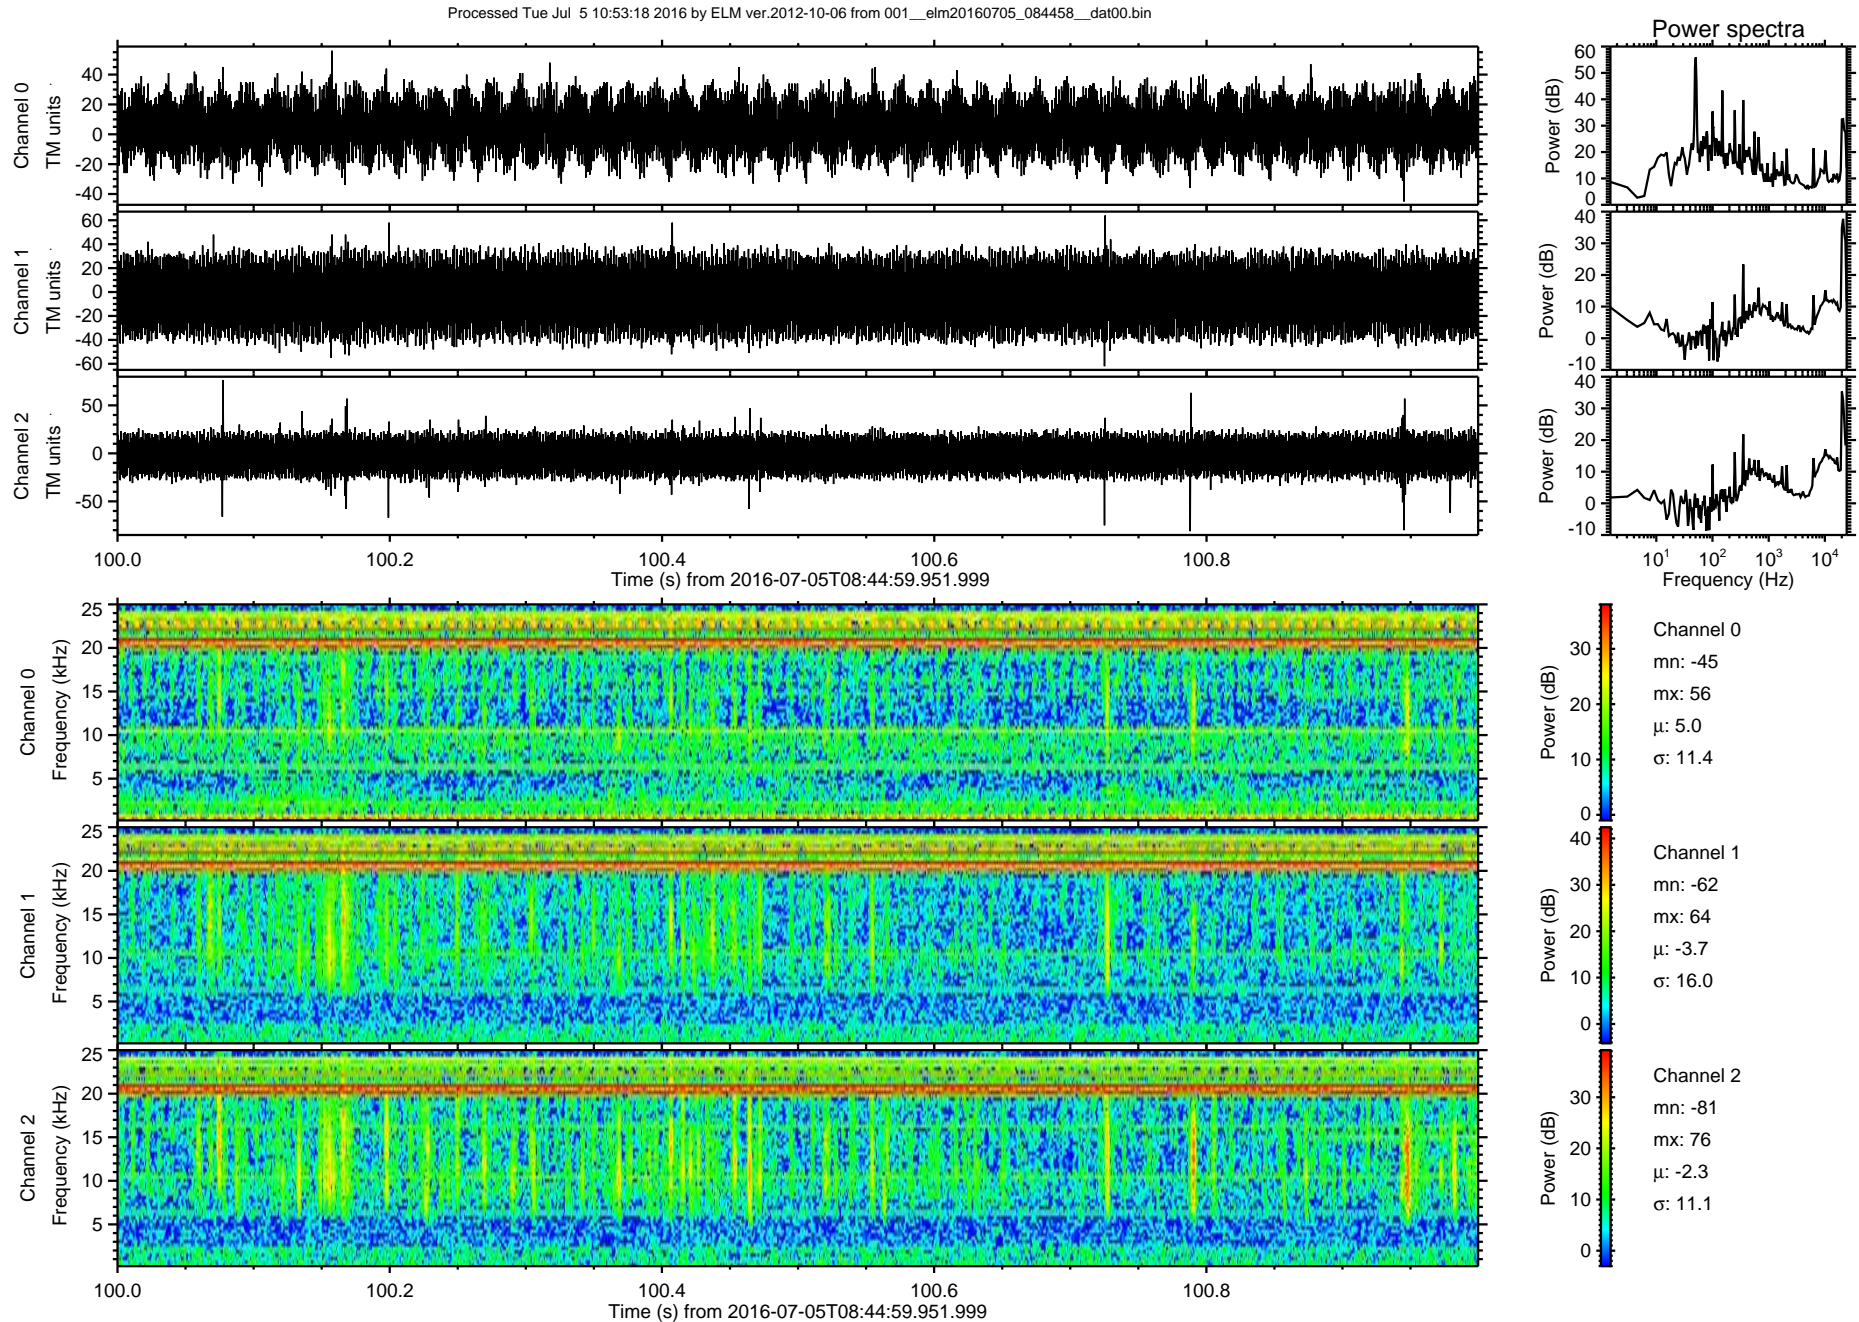 Processed Tue Jul  5 10:53:18 2016 by ELM ver.2012-10-06 from 001__elm20160705_084458__dat00.bin
Power spectra
Channel 0
TM units
40
20
0
-20
-40
Power (dB)
60
50
40
30
20
10
0
Channel 1
TM units
60
40
20
0
-20
-40
-60
Power (dB)
40
30
20
10
0
-10
Channel 2
TM units
50
0
-50
Power (dB)
40
30
20
10
0
-10
100.0 100.2 100.4 100.6 100.8
Time (s) from 2016-07-05T08:44:59.951.999
10^1 10^2 10^3 10^4
Frequency (Hz)
Channel 0
Frequency (kHz)
25
20
15
10
5
Power (dB)
30
20
10
0
Channel 0
mn: -45
mx: 56
μ: 5.0
σ: 11.4
Channel 1
Frequency (kHz)
25
20
15
10
5
Power (dB)
40
30
20
10
0
Channel 1
mn: -62
mx: 64
μ: -3.7
σ: 16.0
Channel 2
Frequency (kHz)
25
20
15
10
5
Power (dB)
30
20
10
0
Channel 2
mn: -81
mx: 76
μ: -2.3
σ: 11.1
100.0 100.2 100.4 100.6 100.8
Time (s) from 2016-07-05T08:44:59.951.999